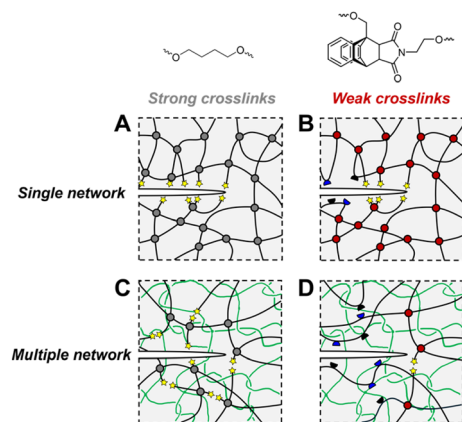 O O
O
N
O
O
O
Strong crosslinks Weak crosslinks
A B
Single network
C D
Multiple network